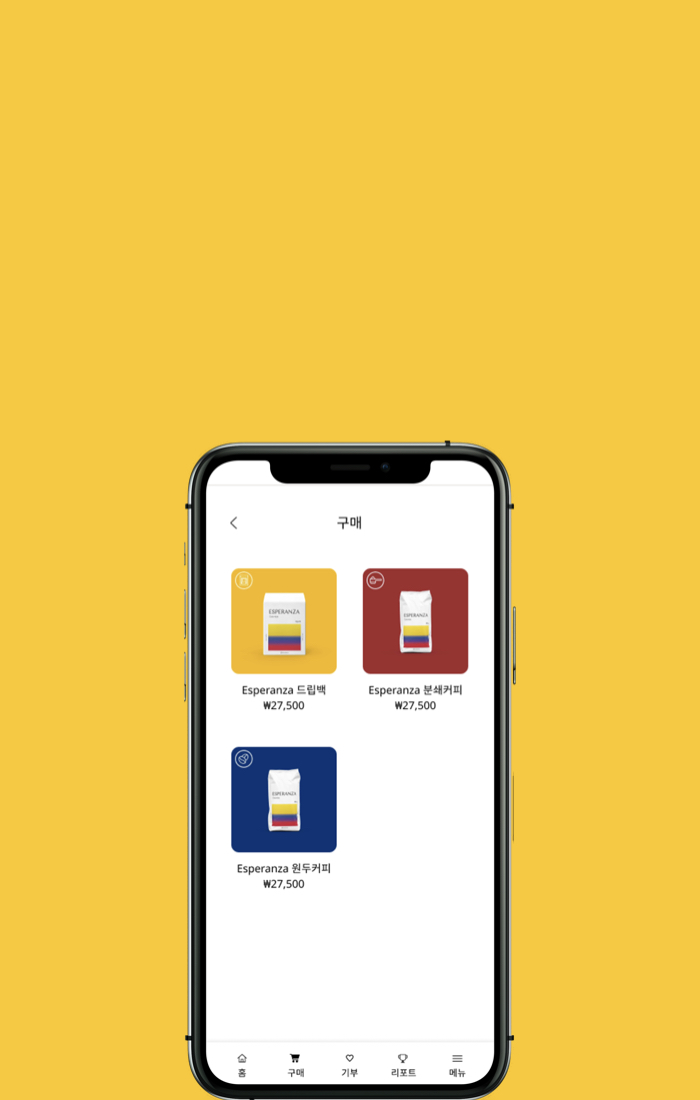 구매
ESPERANZA
ESPERANZA
Esperanza 드립백
Esperanza 분쇄커피
₩27,500
₩27,500
ESPERANZA
Esperanza 원두커피
₩27,500
홈
구매
기부
리포트
메뉴